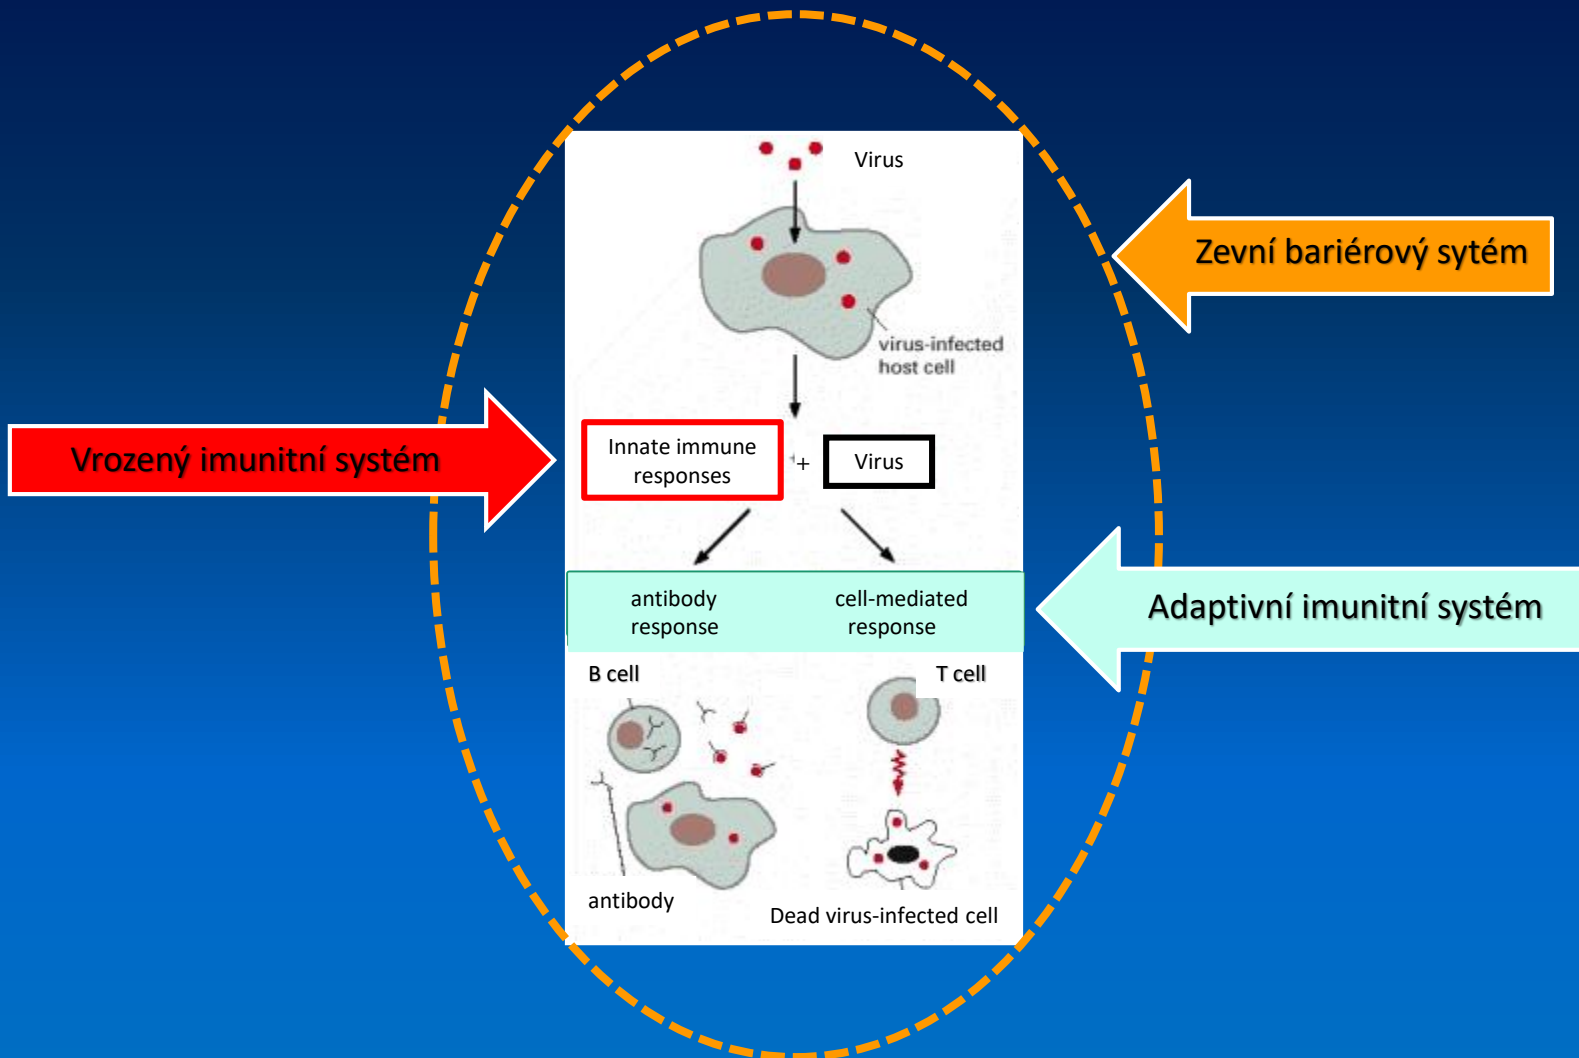 Virus
Zevní bariérový sytém
virus-infected
host cell
Vrozený imunitní systém
Innate immune
responses
+
Virus
antibody
response
cell-mediated
response
Adaptivní imunitní systém
B cell
T cell
antibody
Dead virus-infected cell